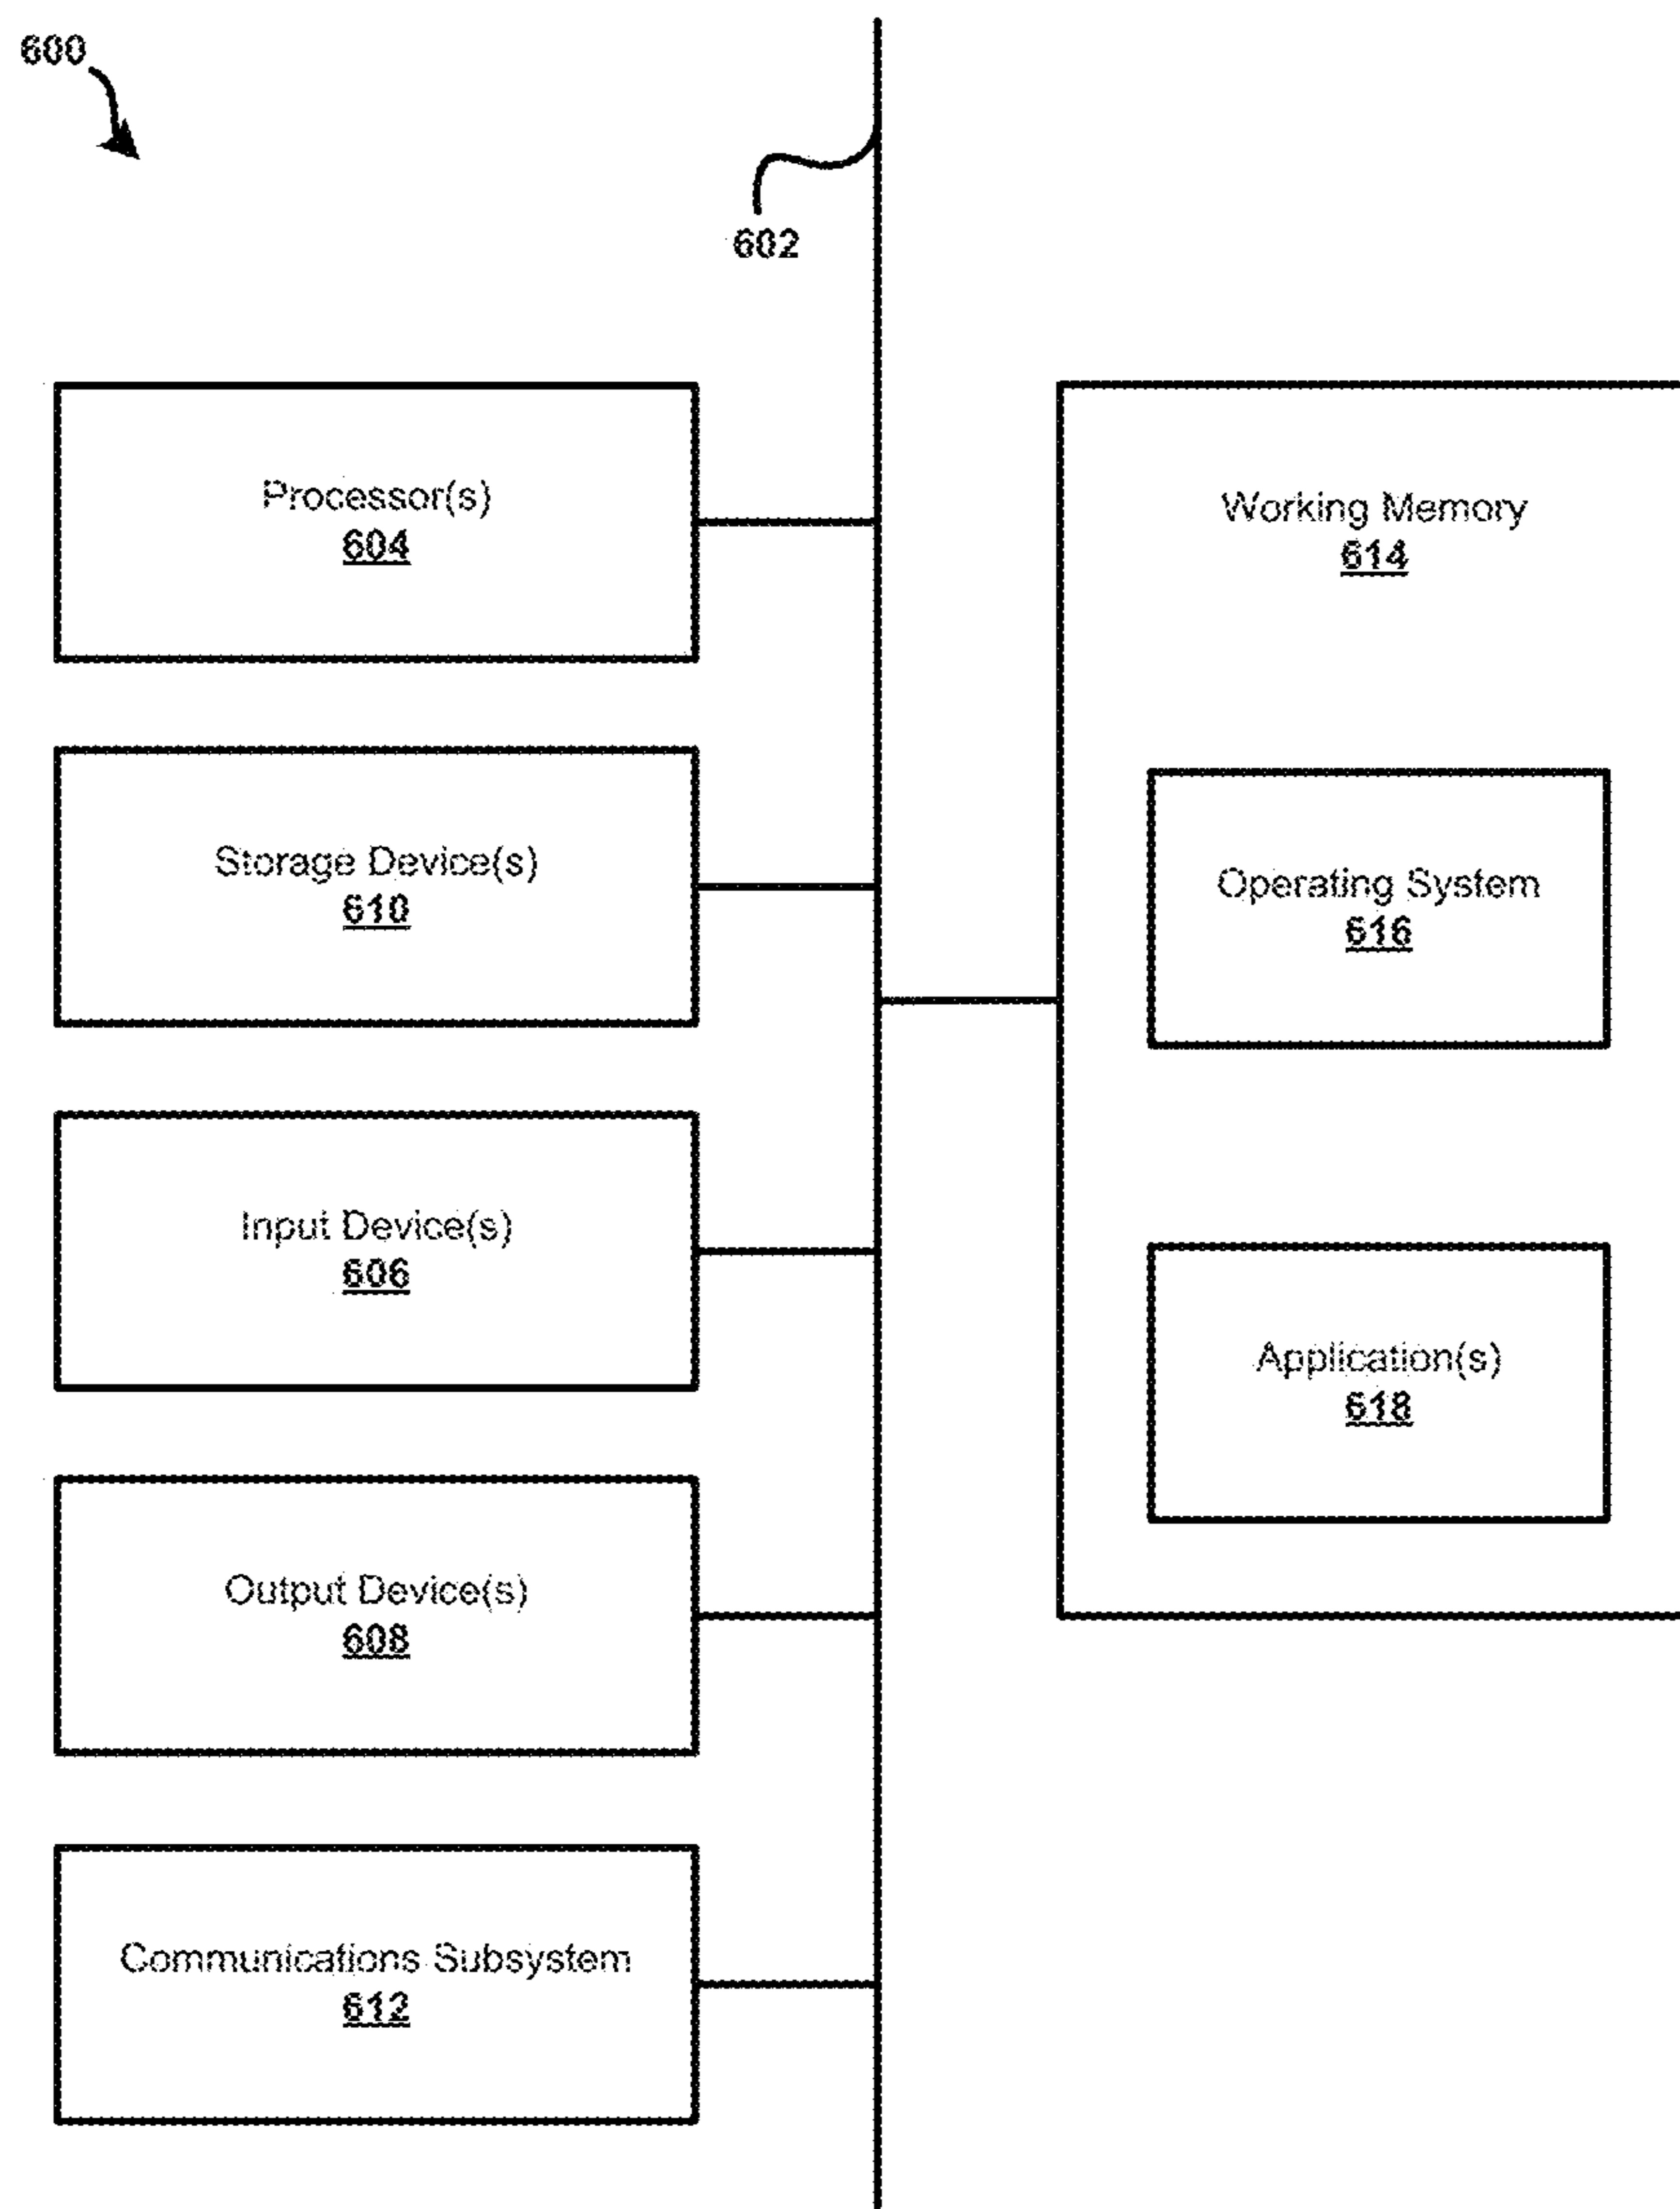 600
602
Processor(s)
604
Storage Device(s)
610
Input Device(s)
606
Output Device(s)
608
Communications Subsystem
612
Working Memory
614
Operating System
616
Application(s)
618